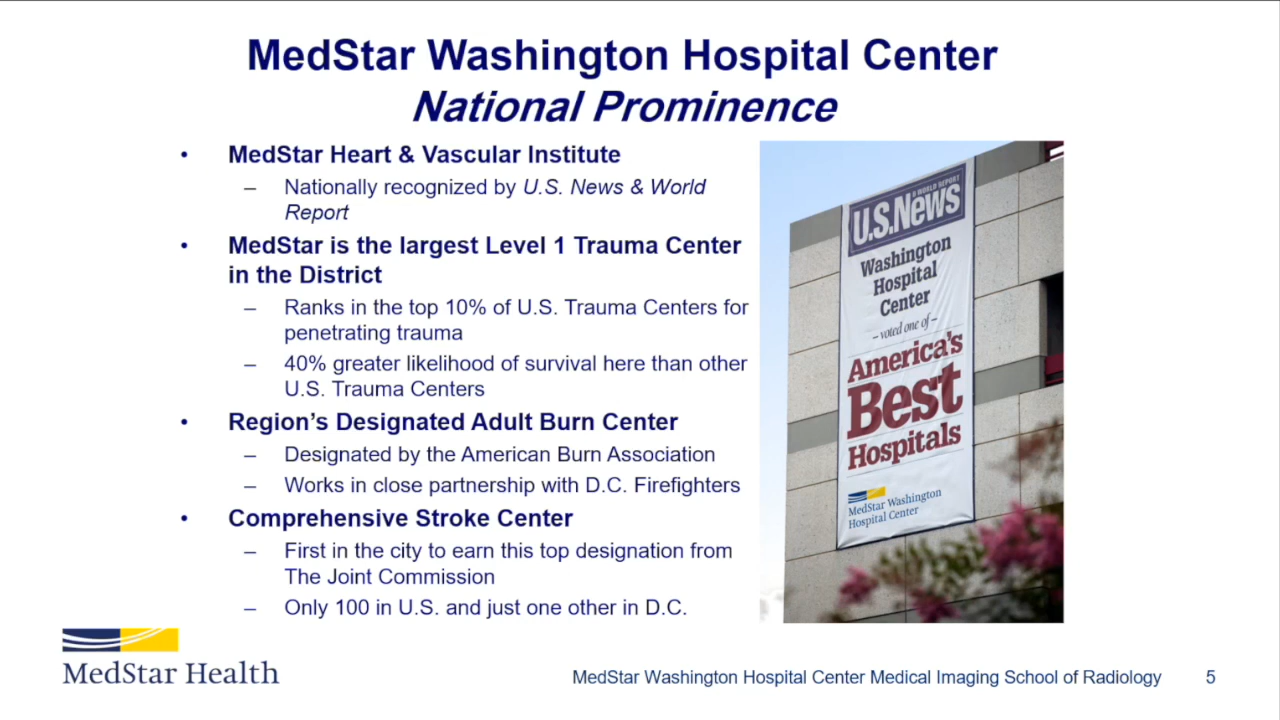 MedStar Washington Hospital Center
National Prominence
• MedStar Heart & Vascular Institute
– Nationally recognized by U.S. News & World
Report
• MedStar is the largest Level 1 Trauma Center
in the District
– Ranks in the top 10% of U.S. Trauma Centers for
penetrating trauma
– 40% greater likelihood of survival here than other
U.S. Trauma Centers
• Region’s Designated Adult Burn Center
– Designated by the American Burn Association
– Works in close partnership with D.C. Firefighters
• Comprehensive Stroke Center
– First in the city to earn this top designation from
The Joint Commission
– Only 100 in U.S. and just one other in D.C.
U.S.News
& WORLD REPORT
Washington
Hospital
Center
– voted one of –
America's
Best
Hospitals
MedStar Washington
Hospital Center
MedStar Health
MedStar Washington Hospital Center Medical Imaging School of Radiology
5